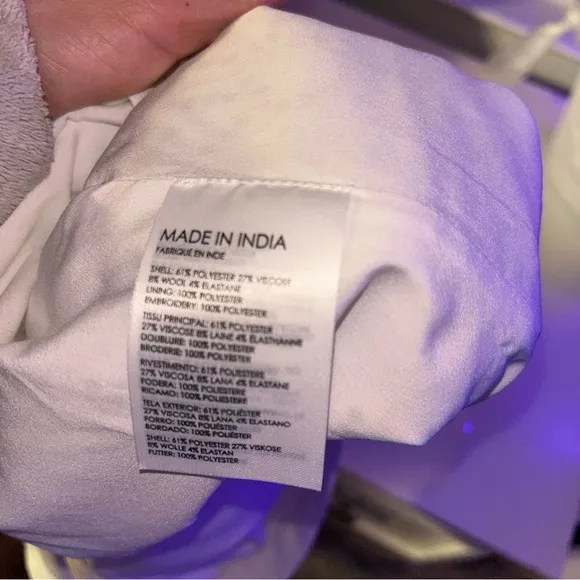 MADE IN INDIA
FABRIQUÉ EN INDE
SHELL: 61% POLYESTER 27% VISCOSE
8% WOOL 4% ELASTANE
LINING: 100% POLYESTER
EMBROIDERY: 100% POLYESTER
TISSU PRINCIPAL: 61% POLYESTER
27% VISCOSE 8% LAINE 4% ELASTHANNE
DOUBLURE: 100% POLYESTER
BRODERIE: 100% POLYESTER
RIVESTIMENTO: 61% POLIESTERE
27% VISCOSA 8% LANA 4% ELASTANE
FODERA: 100% POLIESTERE
RICAMO: 100% POLIESTERE
TELA EXTERIOR: 61% POLIÉSTER
27% VISCOSA 8% LANA 4% ELASTANO
FORRO: 100% POLIÉSTER
BORDADO: 100% POLIÉSTER
SHELL: 61% POLYESTER 27% VISKOSE
8% WOLLE 4% ELASTAN
FUTTER: 100% POLYESTER